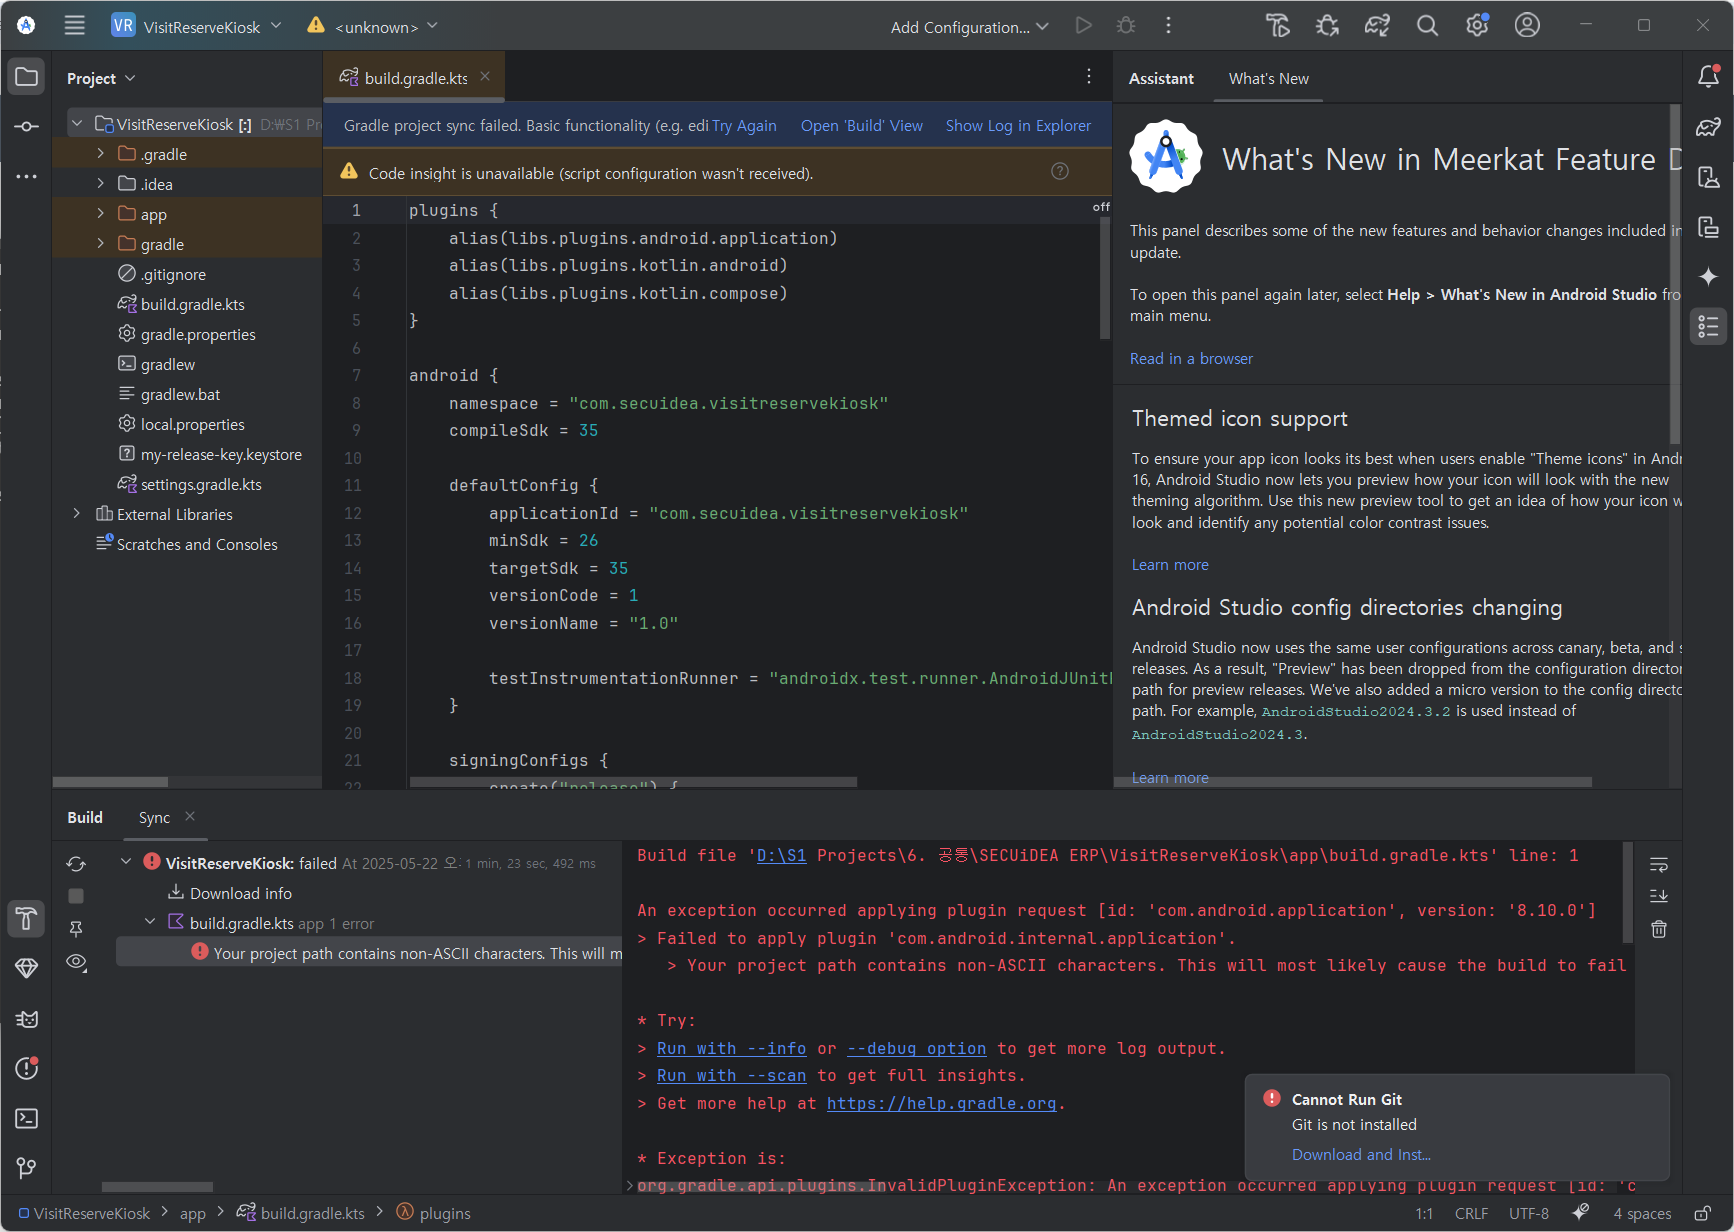 VR VisitReserveKiosk <unknown> Add Configuration...
Project
build.gradle.kts
Assistant What's New
VisitReserveKiosk [:] D:₩S1 Pr
.gradle
.idea
app
gradle
.gitignore
build.gradle.kts
gradle.properties
gradlew
gradlew.bat
local.properties
my-release-key.keystore
settings.gradle.kts
External Libraries
Scratches and Consoles
Gradle project sync failed. Basic functionality (e.g. edi Try Again Open 'Build' View Show Log in Explorer
Code insight is unavailable (script configuration wasn't received).
off
1 plugins {
2 alias(libs.plugins.android.application)
3 alias(libs.plugins.kotlin.android)
4 alias(libs.plugins.kotlin.compose)
5 }
6
7 android {
8 namespace = "com.secuidea.visitreservekiosk"
9 compileSdk = 35
10
11 defaultConfig {
12 applicationId = "com.secuidea.visitreservekiosk"
13 minSdk = 26
14 targetSdk = 35
15 versionCode = 1
16 versionName = "1.0"
17
18 testInstrumentationRunner = "androidx.test.runner.AndroidJUnit
19 }
20
21 signingConfigs {
22 create("release") {
What's New in Meerkat Feature D
This panel describes some of the new features and behavior changes included in
update.
To open this panel again later, select Help > What's New in Android Studio fro
main menu.
Read in a browser
Themed icon support
To ensure your app icon looks its best when users enable "Theme icons" in Andr
16, Android Studio now lets you preview how your icon will look with the new
theming algorithm. Use this new preview tool to get an idea of how your icon w
look and identify any potential color contrast issues.
Learn more
Android Studio config directories changing
Android Studio now uses the same user configurations across canary, beta, and s
releases. As a result, "Preview" has been dropped from the configuration director
path for preview releases. We've also added a micro version to the config directo
path. For example, AndroidStudio2024.3.2 is used instead of
AndroidStudio2024.3.
Learn more
Build Sync
VisitReserveKiosk: failed At 2025-05-22 오: 1 min, 23 sec, 492 ms
Download info
build.gradle.kts app 1 error
Your project path contains non-ASCII characters. This will m
Build file 'D:\S1 Projects\6. 공통\SECUiDEA ERP\VisitReserveKiosk\app\build.gradle.kts' line: 1
An exception occurred applying plugin request [id: 'com.android.application', version: '8.10.0']
> Failed to apply plugin 'com.android.internal.application'.
> Your project path contains non-ASCII characters. This will most likely cause the build to fail
* Try:
> Run with --info or --debug option to get more log output.
> Run with --scan to get full insights.
> Get more help at https://help.gradle.org.
* Exception is:
org.gradle.api.plugins.InvalidPluginException: An exception occurred applying plugin request [id: 'c
Cannot Run Git
Git is not installed
Download and Inst...
VisitReserveKiosk > app > build.gradle.kts > plugins
1:1 CRLF UTF-8 4 spaces